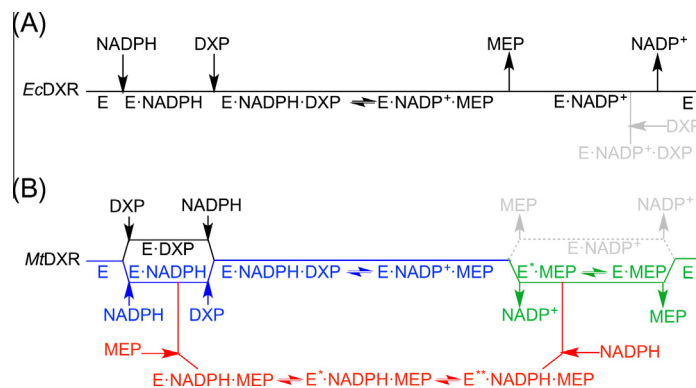 (A)
NADPH DXP MEP NADP+
EcDXR
E E·NADPH E·NADPH·DXP ⇌ E·NADP+·MEP E·NADP+ E
DXP
E·NADP+·DXP
(B)
DXP NADPH MEP NADP+
E·DXP E·NADP+
MtDXR
E E·NADPH E·NADPH·DXP ⇌ E·NADP+·MEP E*·MEP ⇌ E·MEP E
NADPH DXP NADP+ MEP
MEP NADPH
E·NADPH·MEP ⇌ E*·NADPH·MEP ⇌ E**·NADPH·MEP